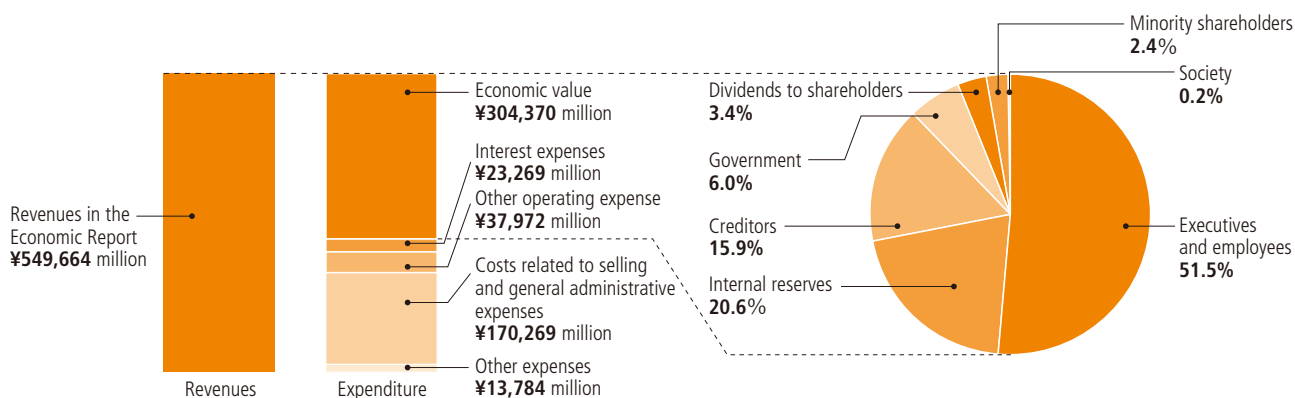 Revenues in the
Economic Report
¥549,664 million
Revenues
Economic value
¥304,370 million
Interest expenses
¥23,269 million
Other operating expense
¥37,972 million
Costs related to selling
and general administrative
expenses
¥170,269 million
Other expenses
¥13,784 million
Expenditure
Minority shareholders
2.4%
Society
0.2%
Dividends to shareholders
3.4%
Government
6.0%
Creditors
15.9%
Internal reserves
20.6%
Executives
and employees
51.5%